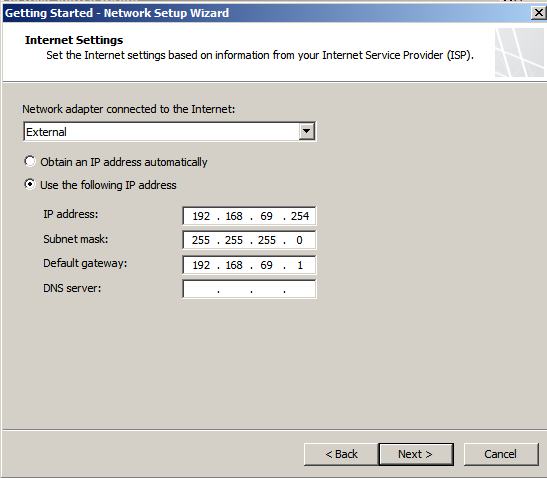 Getting Started - Network Setup Wizard
Internet Settings
Set the Internet settings based on information from your Internet Service Provider (ISP).
Network adapter connected to the Internet:
External
Obtain an IP address automatically
Use the following IP address
IP address: 192 . 168 . 69 . 254
Subnet mask: 255 . 255 . 255 . 0
Default gateway: 192 . 168 . 69 . 1
DNS server: . . .
< Back Next > Cancel